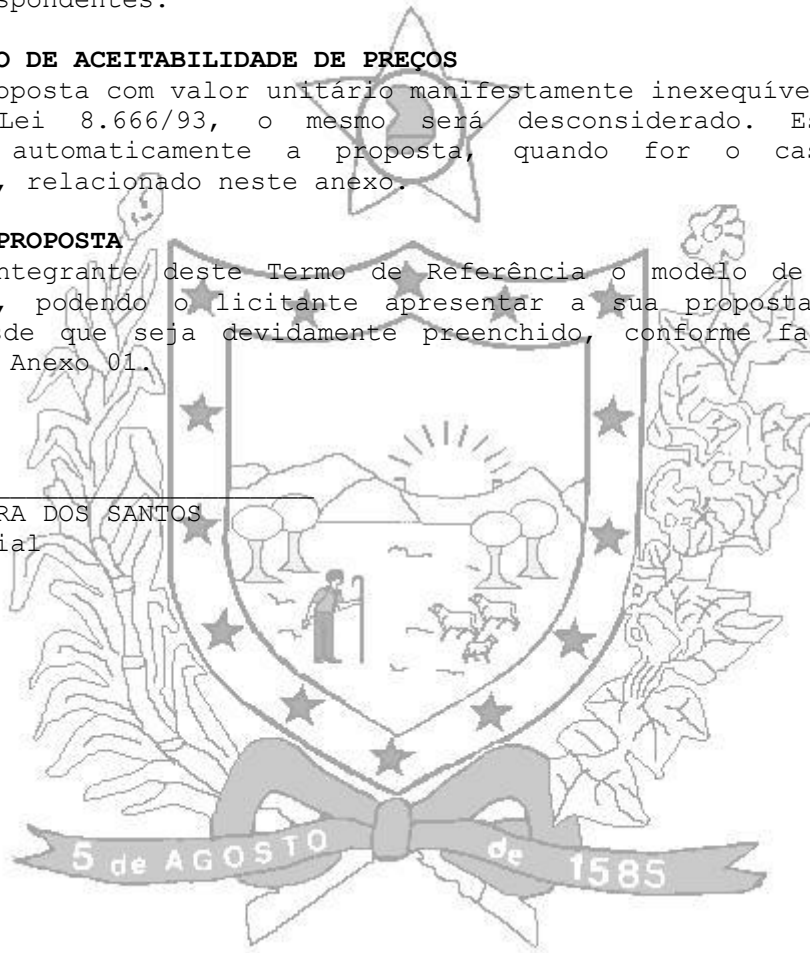 spondentes.
O DE ACEITABILIDADE DE PREÇOS
oposta com valor unitário manifestamente inexequíve
Lei 8.666/93, o mesmo será desconsiderado. Es
automaticamente a proposta, quando for o cas
, relacionado neste anexo.
PROPOSTA
ntegrante deste Termo de Referência o modelo de
, podendo o licitante apresentar a sua proposta
sde que seja devidamente preenchido, conforme fa
Anexo 01.
RA DOS SANTOS
ial
5 de AGOSTO de 1585